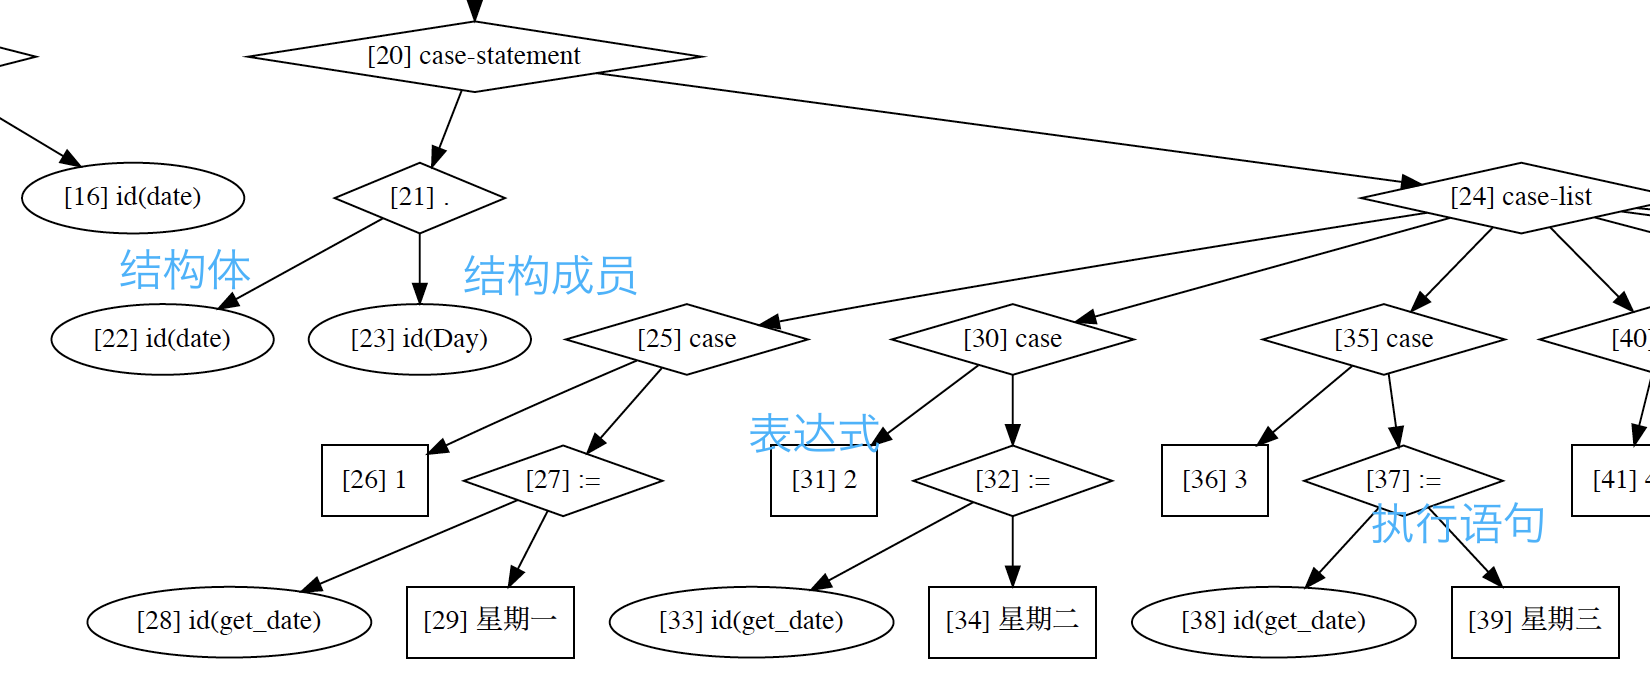 [20] case-statement
[16] id(date)
[21] .
[24] case-list
结构体
结构成员
[22] id(date)
[23] id(Day)
[25] case
[30] case
[35] case
[40]
表达式
[26] 1
[27] :=
[31] 2
[32] :=
[36] 3
[37] :=
[41] 4
执行语句
[28] id(get_date)
[29] 星期一
[33] id(get_date)
[34] 星期二
[38] id(get_date)
[39] 星期三